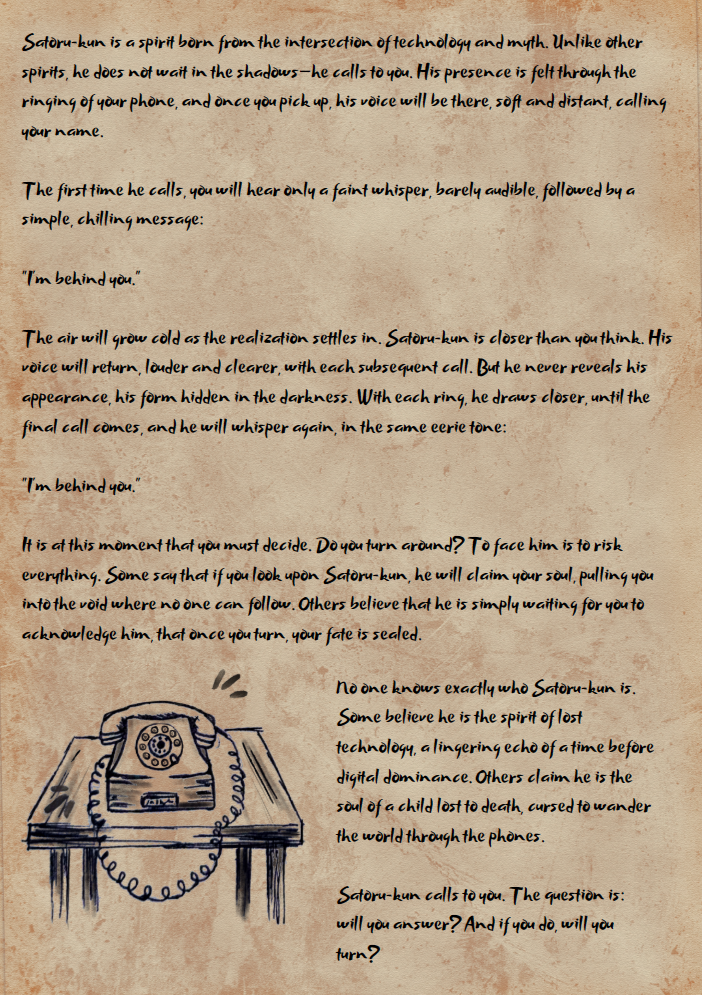 Satoru-kun is a spirit born from the intersection of technology and myth. Unlike other
spirits, he does not wait in the shadows—he calls to you. His presence is felt through the
ringing of your phone, and once you pick up, his voice will be there, soft and distant, calling
your name.
The first time he calls, you will hear only a faint whisper, barely audible, followed by a
simple, chilling message:
"I'm behind you."
The air will grow cold as the realization settles in. Satoru-kun is closer than you think. His
voice will return, louder and clearer, with each subsequent call. But he never reveals his
appearance, his form hidden in the darkness. With each ring, he draws closer, until the
final call comes, and he will whisper again, in the same eerie tone:
"I'm behind you."
It is at this moment that you must decide. Do you turn around? To face him is to risk
everything. Some say that if you look upon Satoru-kun, he will claim your soul, pulling you
into the void where no one can follow. Others believe that he is simply waiting for you to
acknowledge him, that once you turn, your fate is sealed.
No one knows exactly who Satoru-kun is.
Some believe he is the spirit of lost
technology, a lingering echo of a time before
digital dominance. Others claim he is the
soul of a child lost to death, cursed to wander
the world through the phones.
Satoru-kun calls to you. The question is:
will you answer? And if you do, will you
turn?